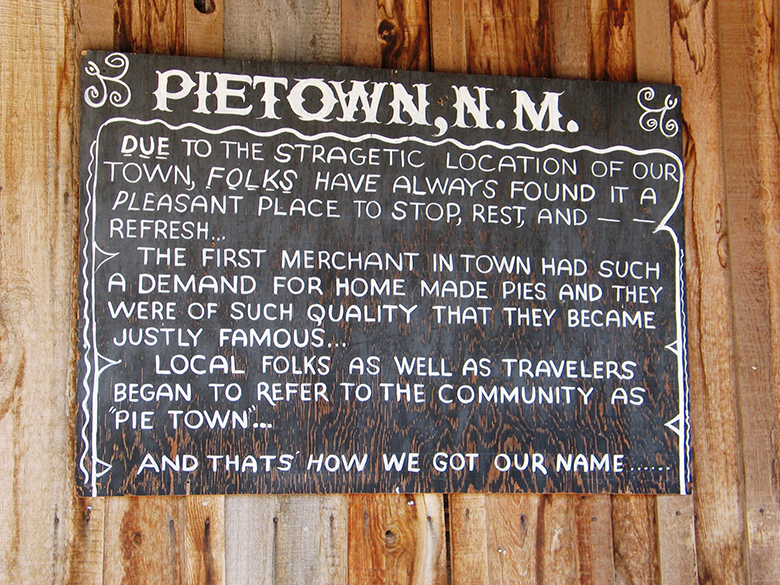 PIETOWN, N.M.
DUE TO THE STRAGETIC LOCATION OF OUR
TOWN, FOLKS HAVE ALWAYS FOUND IT A
PLEASANT PLACE TO STOP, REST, AND — —
REFRESH...
THE FIRST MERCHANT IN TOWN HAD SUCH
A DEMAND FOR HOME MADE PIES AND THEY
WERE OF SUCH QUALITY THAT THEY BECAME
JUSTLY FAMOUS...
LOCAL FOLKS AS WELL AS TRAVELERS
BEGAN TO REFER TO THE COMMUNITY AS
"PIE TOWN"...
AND THATS' HOW WE GOT OUR NAME......